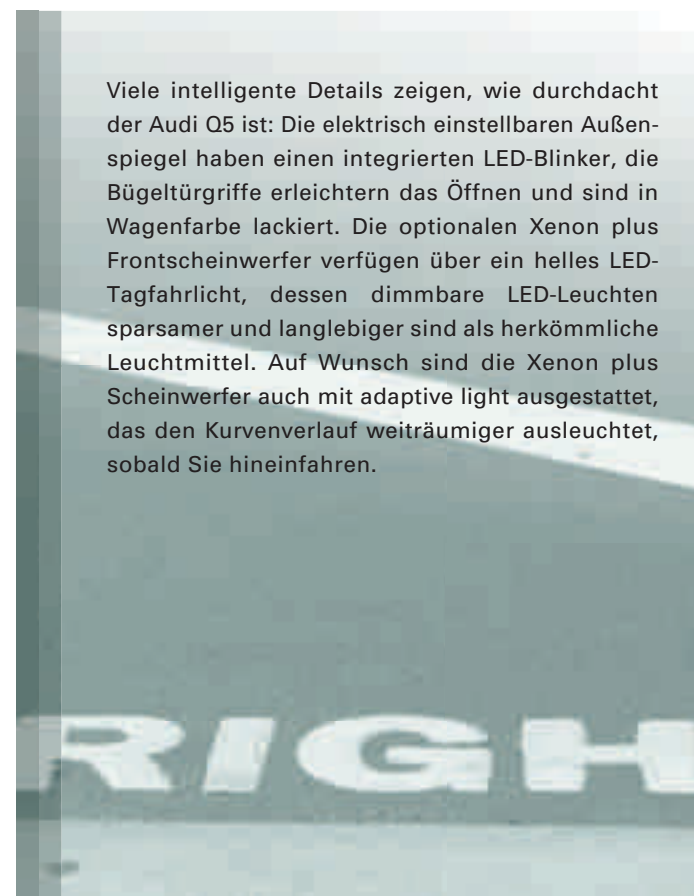 Viele intelligente Details zeigen, wie durchdacht
der Audi Q5 ist: Die elektrisch einstellbaren Außen-
spiegel haben einen integrierten LED-Blinker, die
Bügeltürgriffe erleichtern das Öffnen und sind in
Wagenfarbe lackiert. Die optionalen Xenon plus
Frontscheinwerfer verfügen über ein helles LED-
Tagfahrlicht, dessen dimmbare LED-Leuchten
sparsamer und langlebiger sind als herkömmliche
Leuchtmittel. Auf Wunsch sind die Xenon plus
Scheinwerfer auch mit adaptive light ausgestattet,
das den Kurvenverlauf weiträumiger ausleuchtet,
sobald Sie hineinfahren.
RIGH